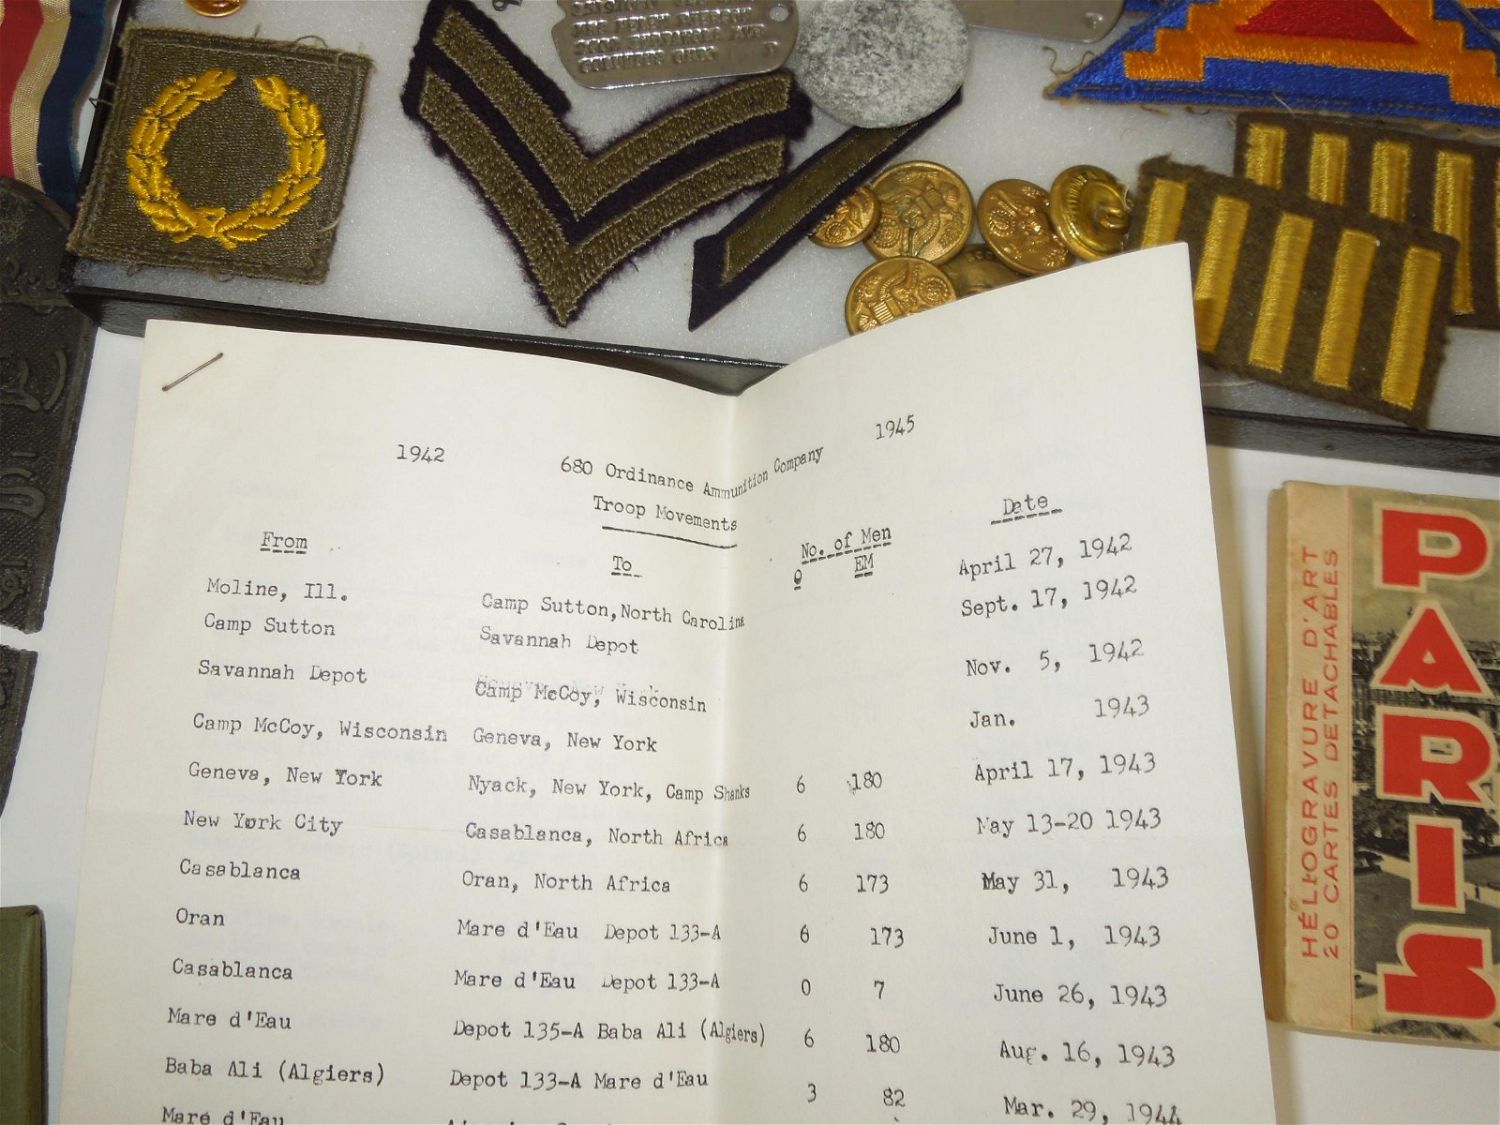 COLUMBUS OHIO
1942 680 Ordinance Ammunition Company 1945
Troop Movements
From To No. of Men Date
O EM
Moline, Ill. Camp Sutton, North Carolina April 27, 1942
Camp Sutton Savannah Depot Sept. 17, 1942
Savannah Depot Camp McCoy, Wisconsin Nov. 5, 1942
Camp McCoy, Wisconsin Geneva, New York Jan. 1943
Geneva, New York Nyack, New York, Camp Shanks 6 180 April 17, 1943
New York City Casablanca, North Africa 6 180 May 13-20 1943
Casablanca Oran, North Africa 6 173 May 31, 1943
Oran Mare d'Eau Depot 133-A 6 173 June 1, 1943
Casablanca Mare d'Eau Depot 133-A 0 7 June 26, 1943
Mare d'Eau Depot 135-A Baba Ali (Algiers) 6 180 Aug. 16, 1943
Baba Ali (Algiers) Depot 133-A Mare d'Eau 3 82 Mar. 29, 1944
Mare d'Eau
PARIS
HÉLIOGRAVURE D'ART
20 CARTES DÉTACHABLES